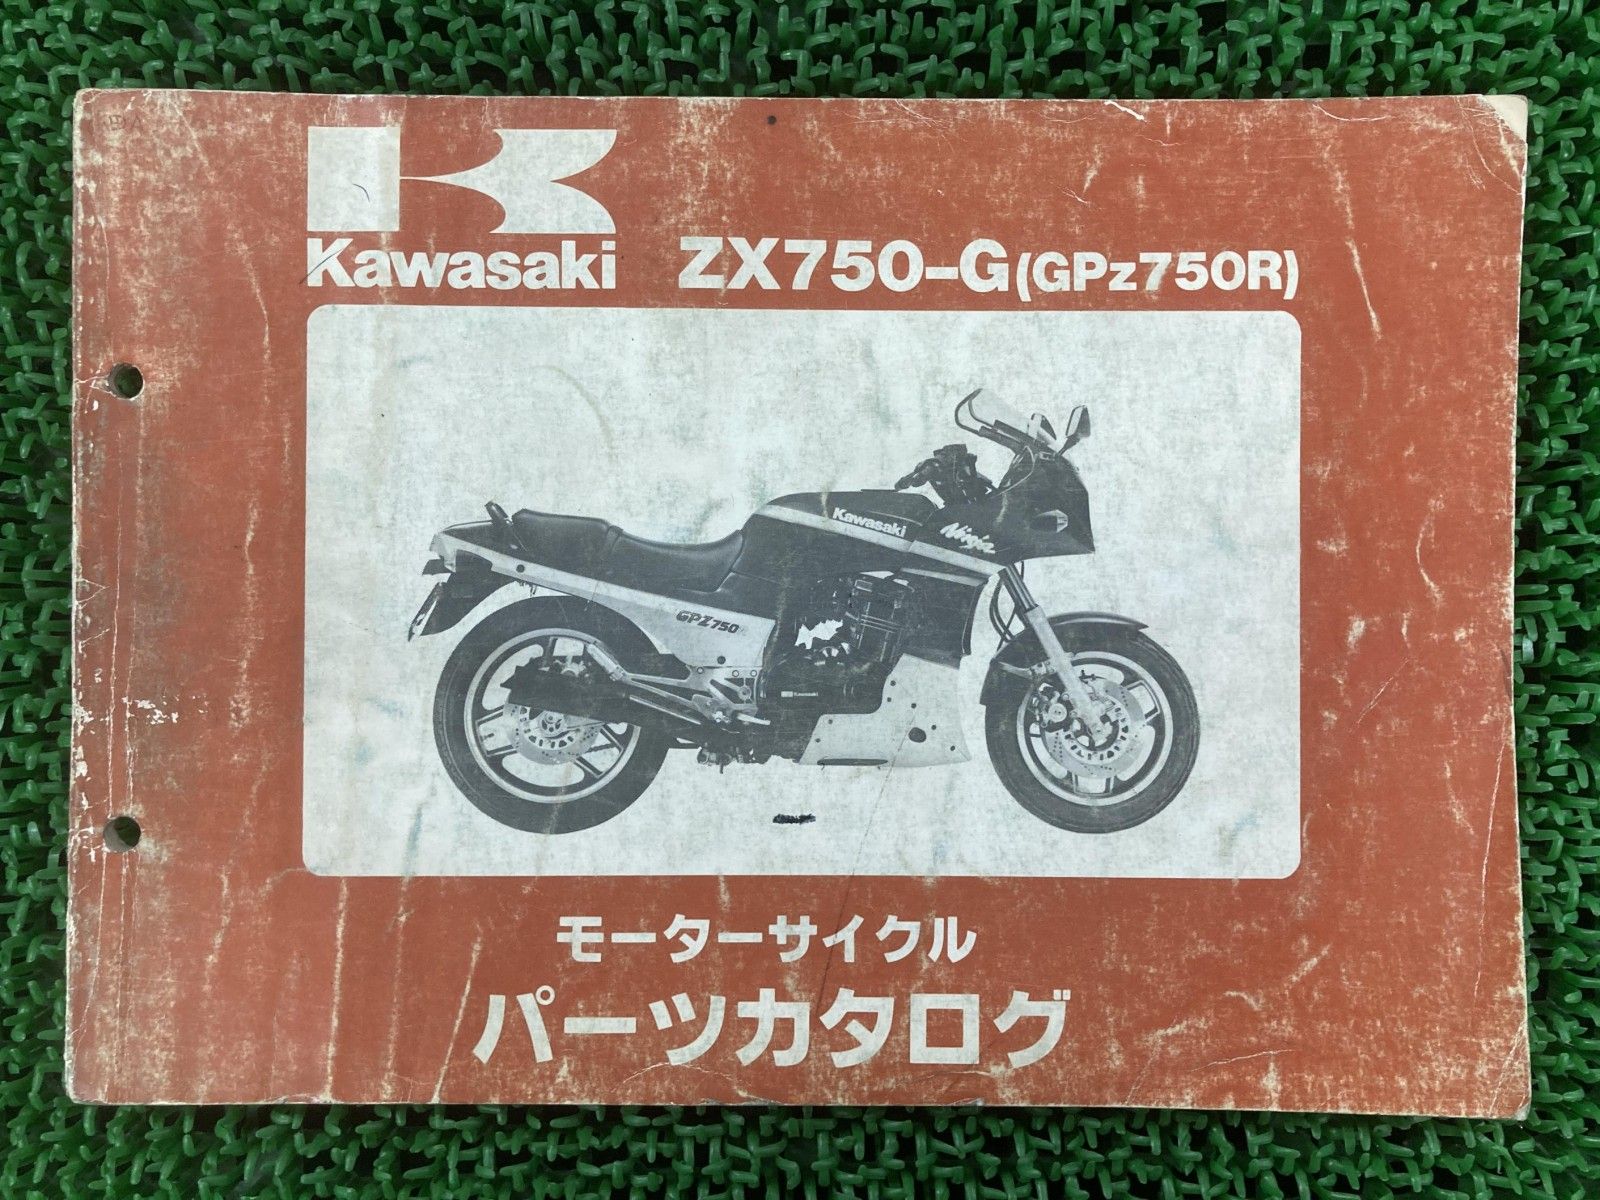 Kawasaki ZX750-G(GPz750R)
Kawasaki
Ninja
GPZ750
Kawasaki
モーターサイクル
パーツカタログ